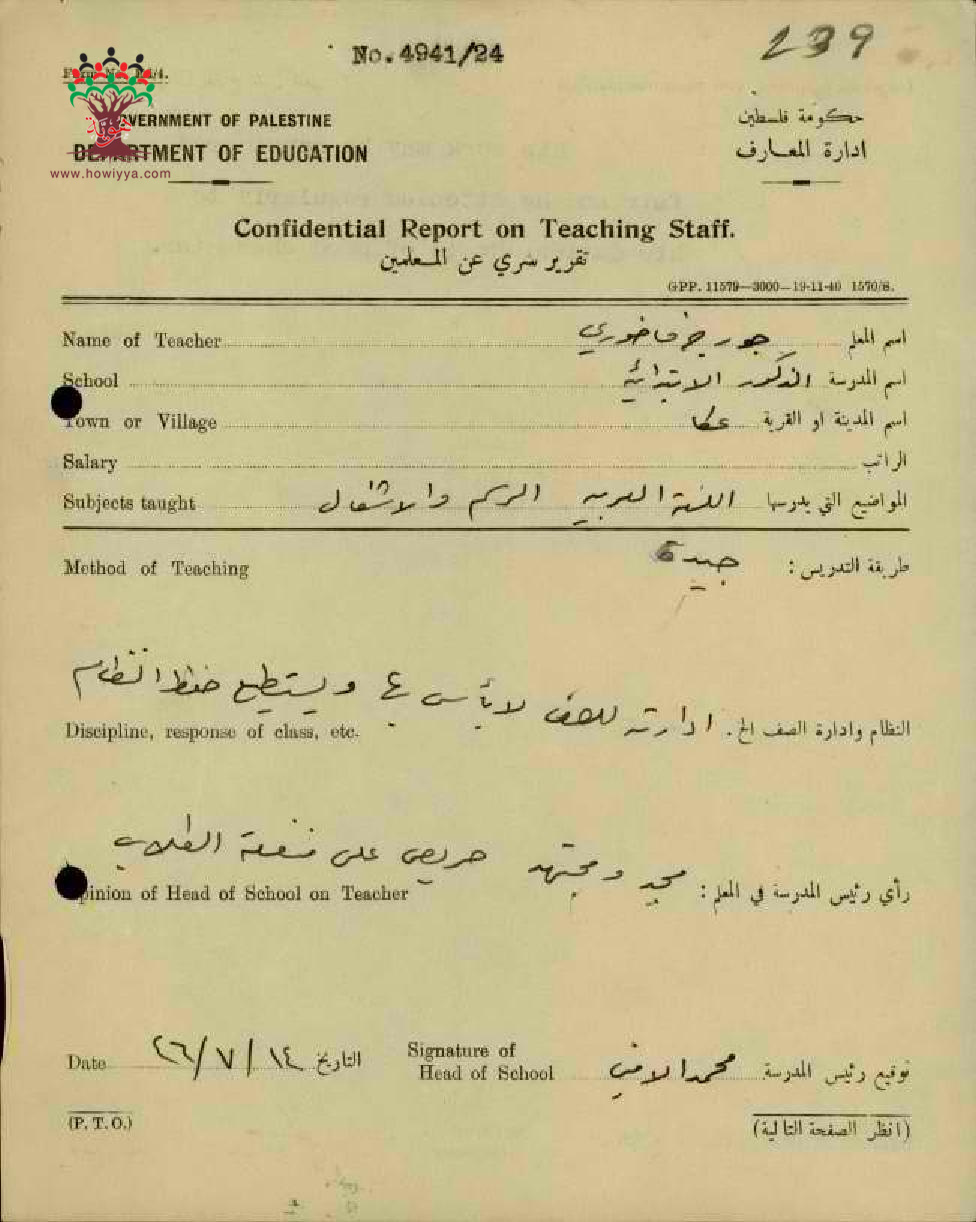 No.4941/24
239
GOVERNMENT OF PALESTINE
حكومة فلسطين
DEPARTMENT OF EDUCATION
ادارة المعارف
هوية
www.howiyya.com
Confidential Report on Teaching Staff.
تقرير سري عن المعلمين
GPP. 11579—3000—19-11-40 1570/8.
Name of Teacher جورج فاخوري اسم المعلم
School الذكور الابتدائية اسم المدرسة
Town or Village عكا اسم المدينة او القرية
Salary الراتب
Subjects taught اللغة العربية الرسم والاشغال المواضيع التي يدرسها
Method of Teaching جيدة طريقة التدريس :
ادارته للصف لا بأس بها ويستطيع حفظ النظام
Discipline, response of class, etc. النظام وادارة الصف الخ.
مجد ومجتهد حريص على منفعة الطلاب
Opinion of Head of School on Teacher رأي رئيس المدرسة في المعلم :
Date ٢٦/٧/١٤ التاريخ Signature of Head of School محمد الامين توقيع رئيس المدرسة
(P. T. O.) (انظر الصفحة التالية)